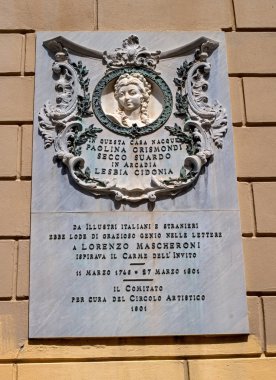 IN QUESTA CASA NACQUE
PAOLINA GRISMONDI
SECCO SUARDO
IN ARCADIA
LESBIA CIDONIA
DA ILLUSTRI ITALIANI E STRANIERI
EBBE LODE DI GRAZIOSO GENIO NELLE LETTERE
A LORENZO MASCHERONI
ISPIRAVA IL CARME DELL'INVITO
11 MARZO 1746 - 27 MARZO 1801
IL COMITATO
PER CURA DEL CIRCOLO ARTISTICO
1901